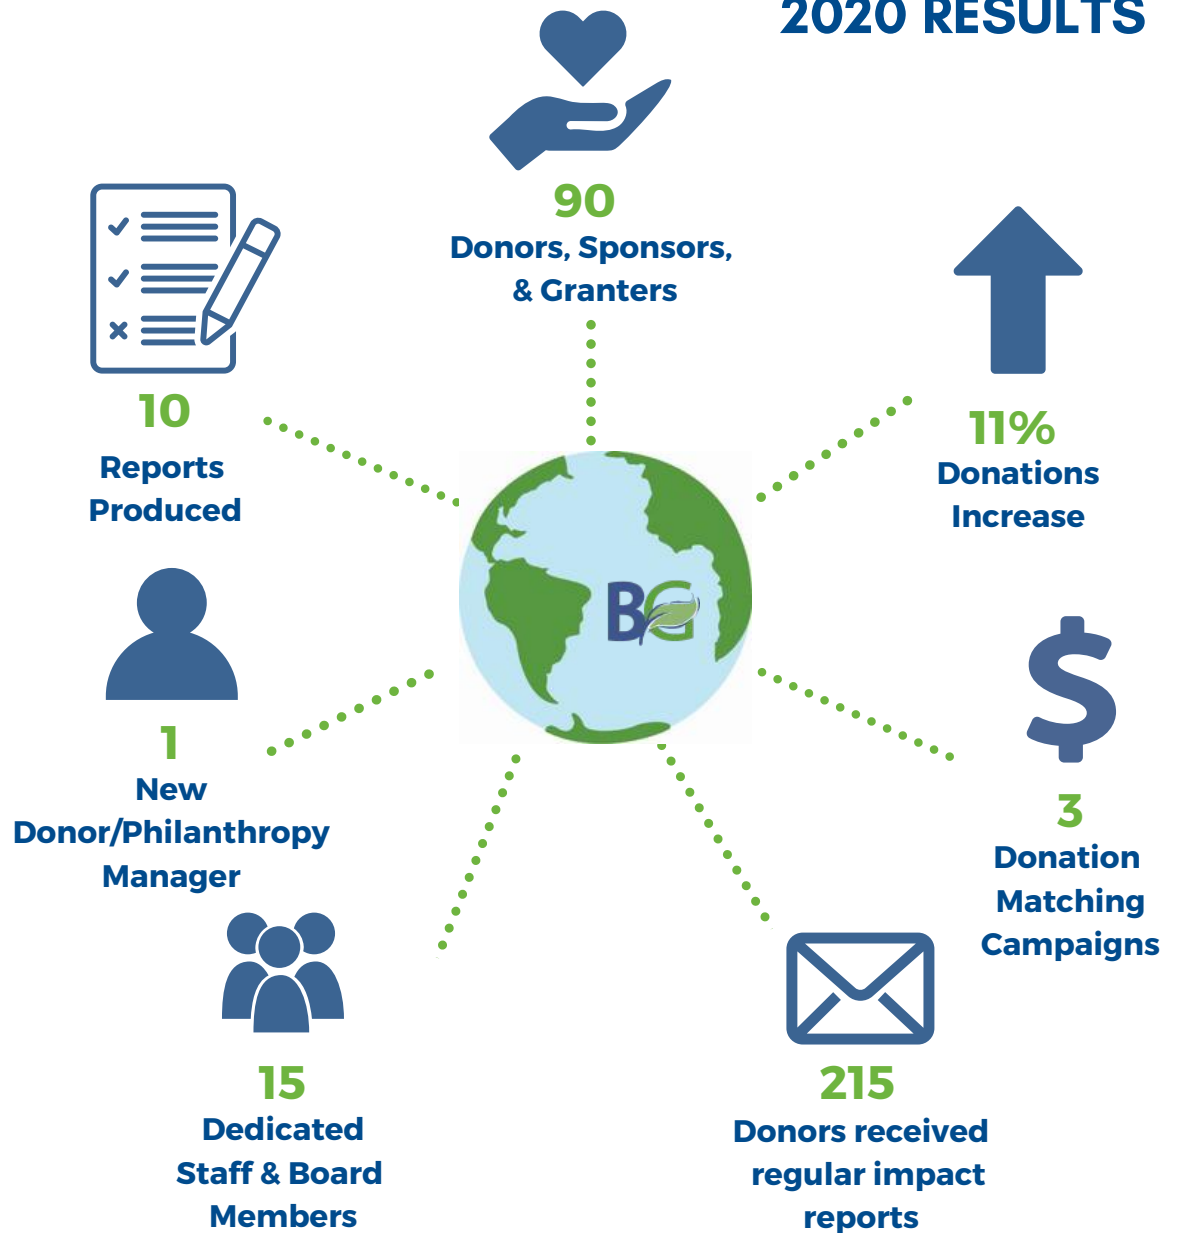 2020 RESULTS
90
Donors, Sponsors,
& Granters
10
Reports
Produced
11%
Donations
Increase
BG
1
New
Donor/Philanthropy
Manager
3
Donation
Matching
Campaigns
15
Dedicated
Staff & Board
Members
215
Donors received
regular impact
reports